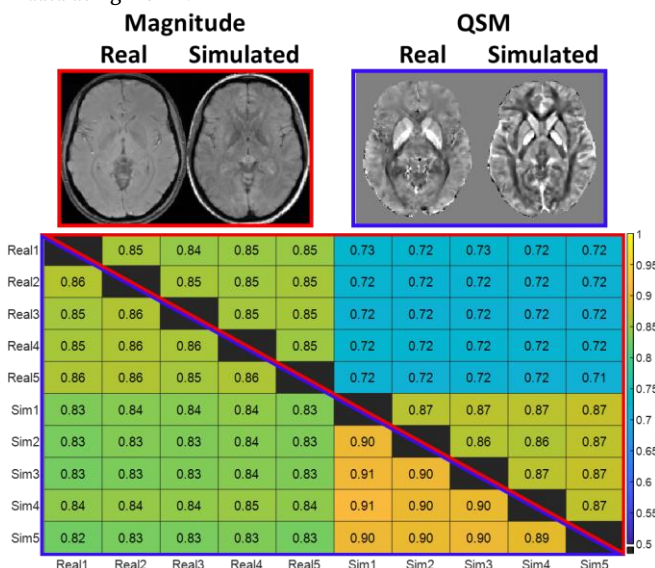 Magnitude QSM
Real Simulated Real Simulated
Real1 0.85 0.84 0.85 0.85 0.73 0.72 0.73 0.72 0.72
Real2 0.86 0.85 0.85 0.85 0.72 0.72 0.72 0.72 0.72
Real3 0.85 0.86 0.85 0.85 0.72 0.72 0.72 0.72 0.72
Real4 0.85 0.86 0.86 0.85 0.72 0.72 0.72 0.72 0.72
Real5 0.86 0.86 0.85 0.86 0.72 0.72 0.72 0.72 0.71
Sim1 0.83 0.84 0.84 0.84 0.83 0.87 0.87 0.87 0.87
Sim2 0.83 0.83 0.83 0.84 0.83 0.90 0.86 0.86 0.87
Sim3 0.83 0.83 0.83 0.84 0.83 0.91 0.90 0.87 0.87
Sim4 0.84 0.84 0.84 0.85 0.84 0.91 0.90 0.90 0.87
Sim5 0.82 0.83 0.83 0.83 0.83 0.90 0.90 0.90 0.89
Real1 Real2 Real3 Real4 Real5 Sim1 Sim2 Sim3 Sim4 Sim5
1
0.95
0.9
0.85
0.8
0.75
0.7
0.65
0.6
0.55
0.5